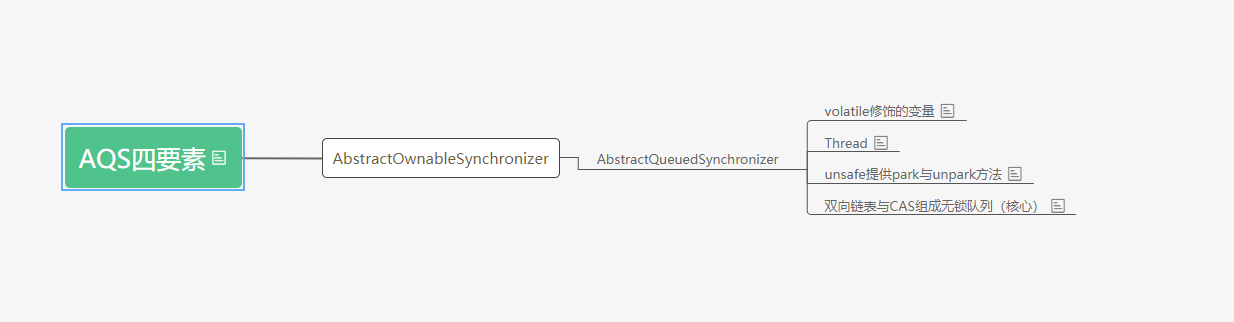 AQS四要素
AbstractOwnableSynchronizer
AbstractQueuedSynchronizer
volatile修饰的变量
Thread
unsafe提供park与unpark方法
双向链表与CAS组成无锁队列（核心）